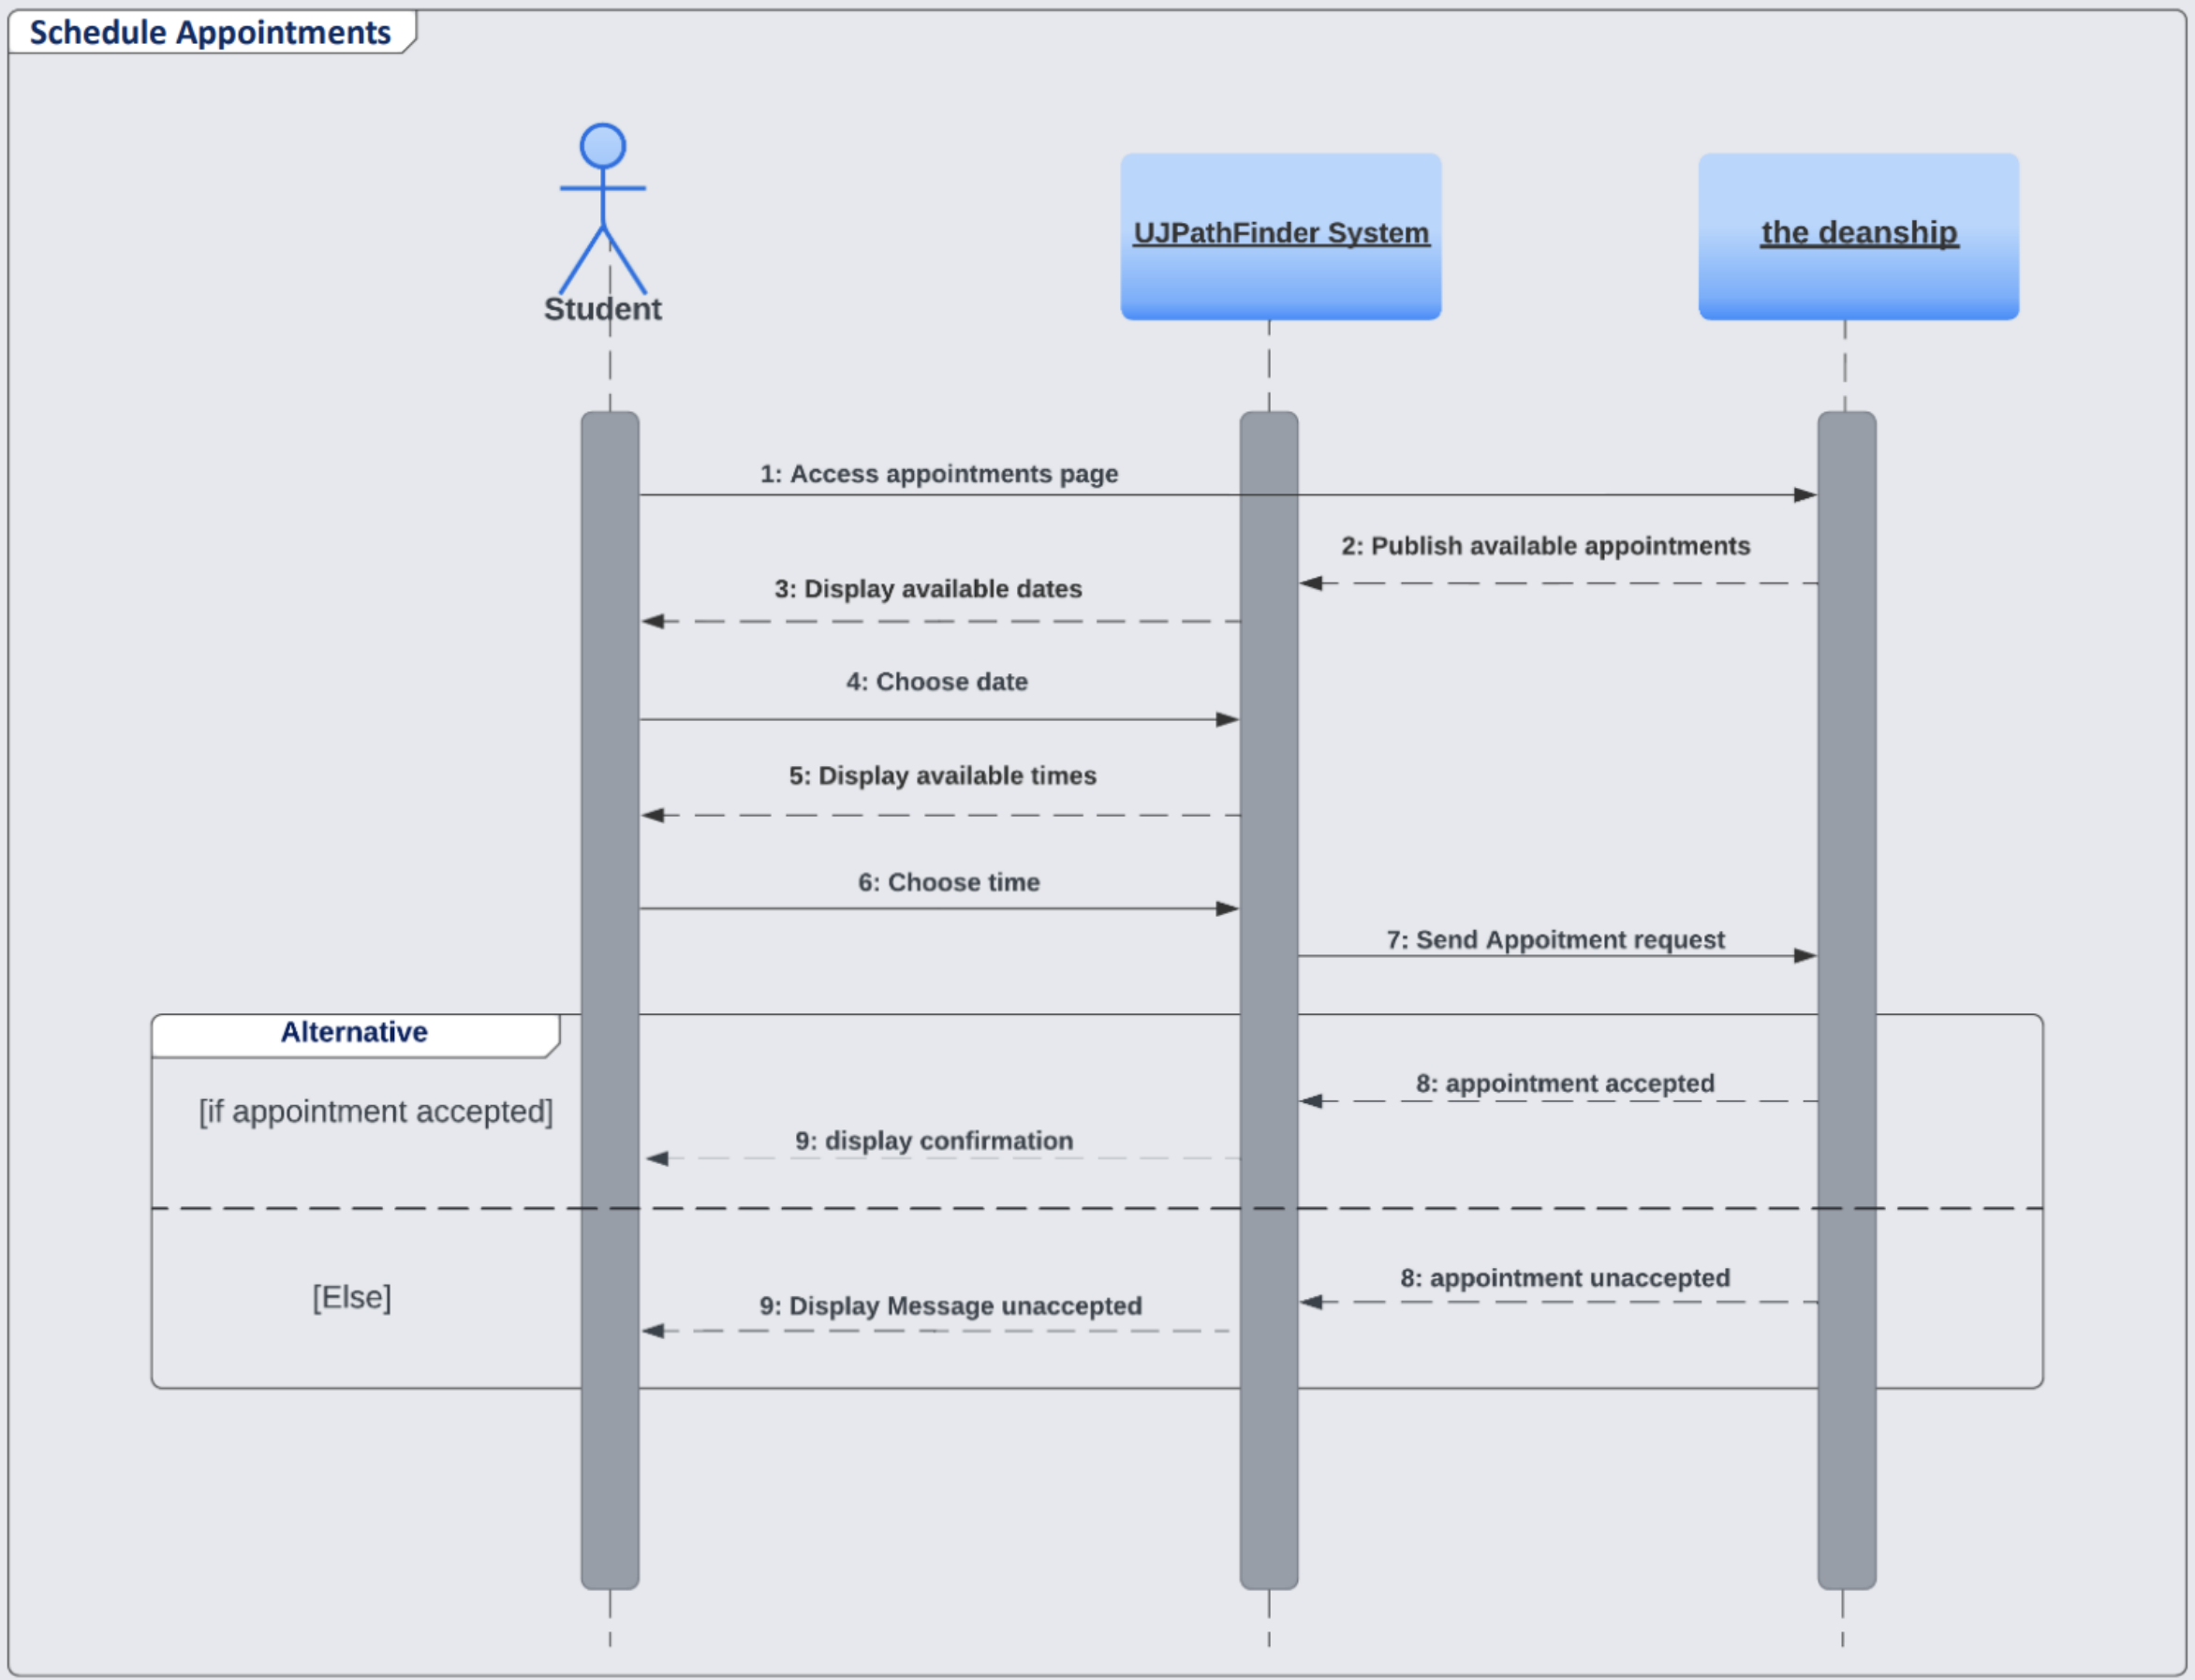 Schedule Appointments
Student
UJPathFinder System
the deanship
1: Access appointments page
2: Publish available appointments
3: Display available dates
4: Choose date
5: Display available times
6: Choose time
7: Send Appoitment request
Alternative
[if appointment accepted]
8: appointment accepted
9: display confirmation
[Else]
8: appointment unaccepted
9: Display Message unaccepted